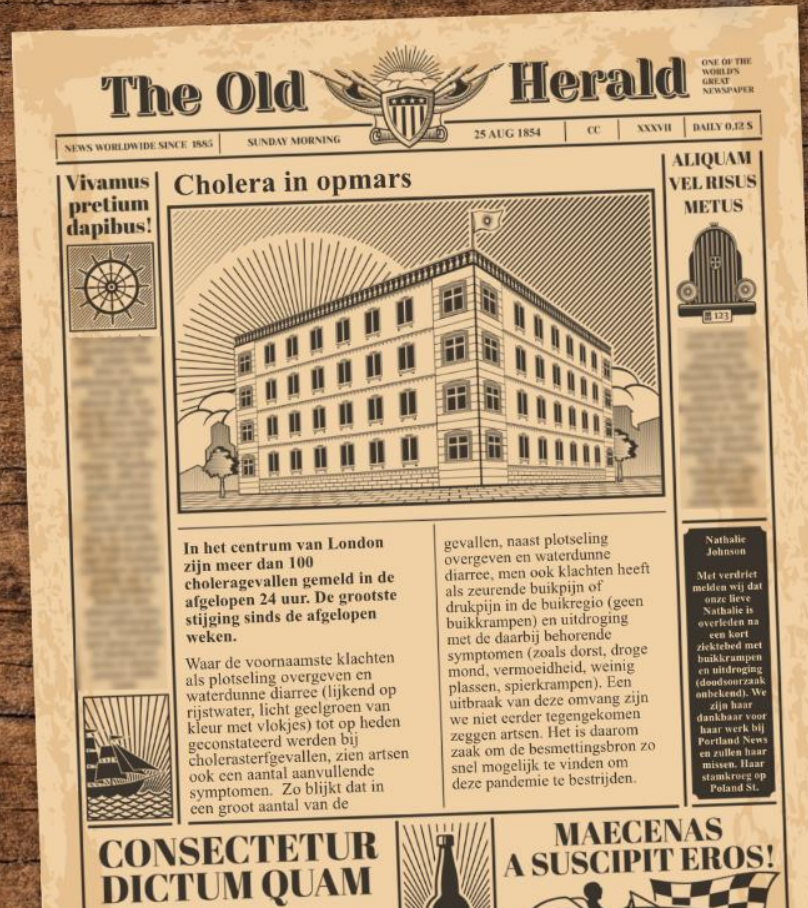 The Old Herald
ONE OF THE
WORLD'S
GREAT
NEWSPAPER
NEWS WORLDWIDE SINCE 1885
SUNDAY MORNING
25 AUG 1854
CC
XXXVII
DAILY 0,12 $
Vivamus
pretium
dapibus!
Cholera in opmars
ALIQUAM
VEL RISUS
METUS
123
In het centrum van London
zijn meer dan 100
choleragevallen gemeld in de
afgelopen 24 uur. De grootste
stijging sinds de afgelopen
weken.
Waar de voornaamste klachten
als plotseling overgeven en
waterdunne diarree (lijkend op
rijstwater, licht geelgroen van
kleur met vlokjes) tot op heden
geconstateerd werden bij
cholerasterfgevallen, zien artsen
ook een aantal aanvullende
symptomen. Zo blijkt dat in
een groot aantal van de
gevallen, naast plotseling
overgeven en waterdunne
diarree, men ook klachten heeft
als zeurende buikpijn of
drukpijn in de buikregio (geen
buikkrampen) en uitdroging
met de daarbij behorende
symptomen (zoals dorst, droge
mond, vermoeidheid, weinig
plassen, spierkrampen). Een
uitbraak van deze omvang zijn
we niet eerder tegengekomen
zeggen artsen. Het is daarom
zaak om de besmettingsbron zo
snel mogelijk te vinden om
deze pandemie te bestrijden.
Nathalie
Johnson
Met verdriet
melden wij dat
onze lieve
Nathalie is
overleden na
een kort
ziektebed met
buikkrampen
en uitdroging
(doodsoorzaak
onbekend). We
zijn haar
dankbaar voor
haar werk bij
Portland News
en zullen haar
missen. Haar
stamkroeg op
Poland St.
CONSECTETUR
DICTUM QUAM
MAECENAS
A SUSCIPIT EROS!